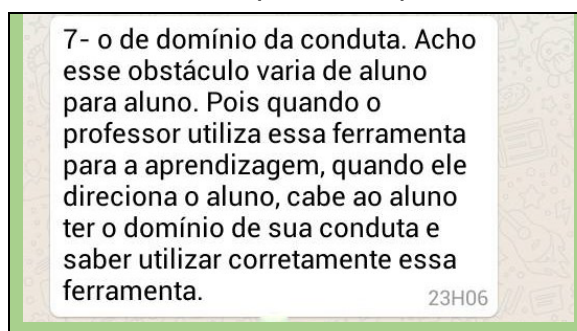 7- o de domínio da conduta. Acho
esse obstáculo varia de aluno
para aluno. Pois quando o
professor utiliza essa ferramenta
para a aprendizagem, quando ele
direciona o aluno, cabe ao aluno
ter o domínio de sua conduta e
saber utilizar corretamente essa
ferramenta.
23H06